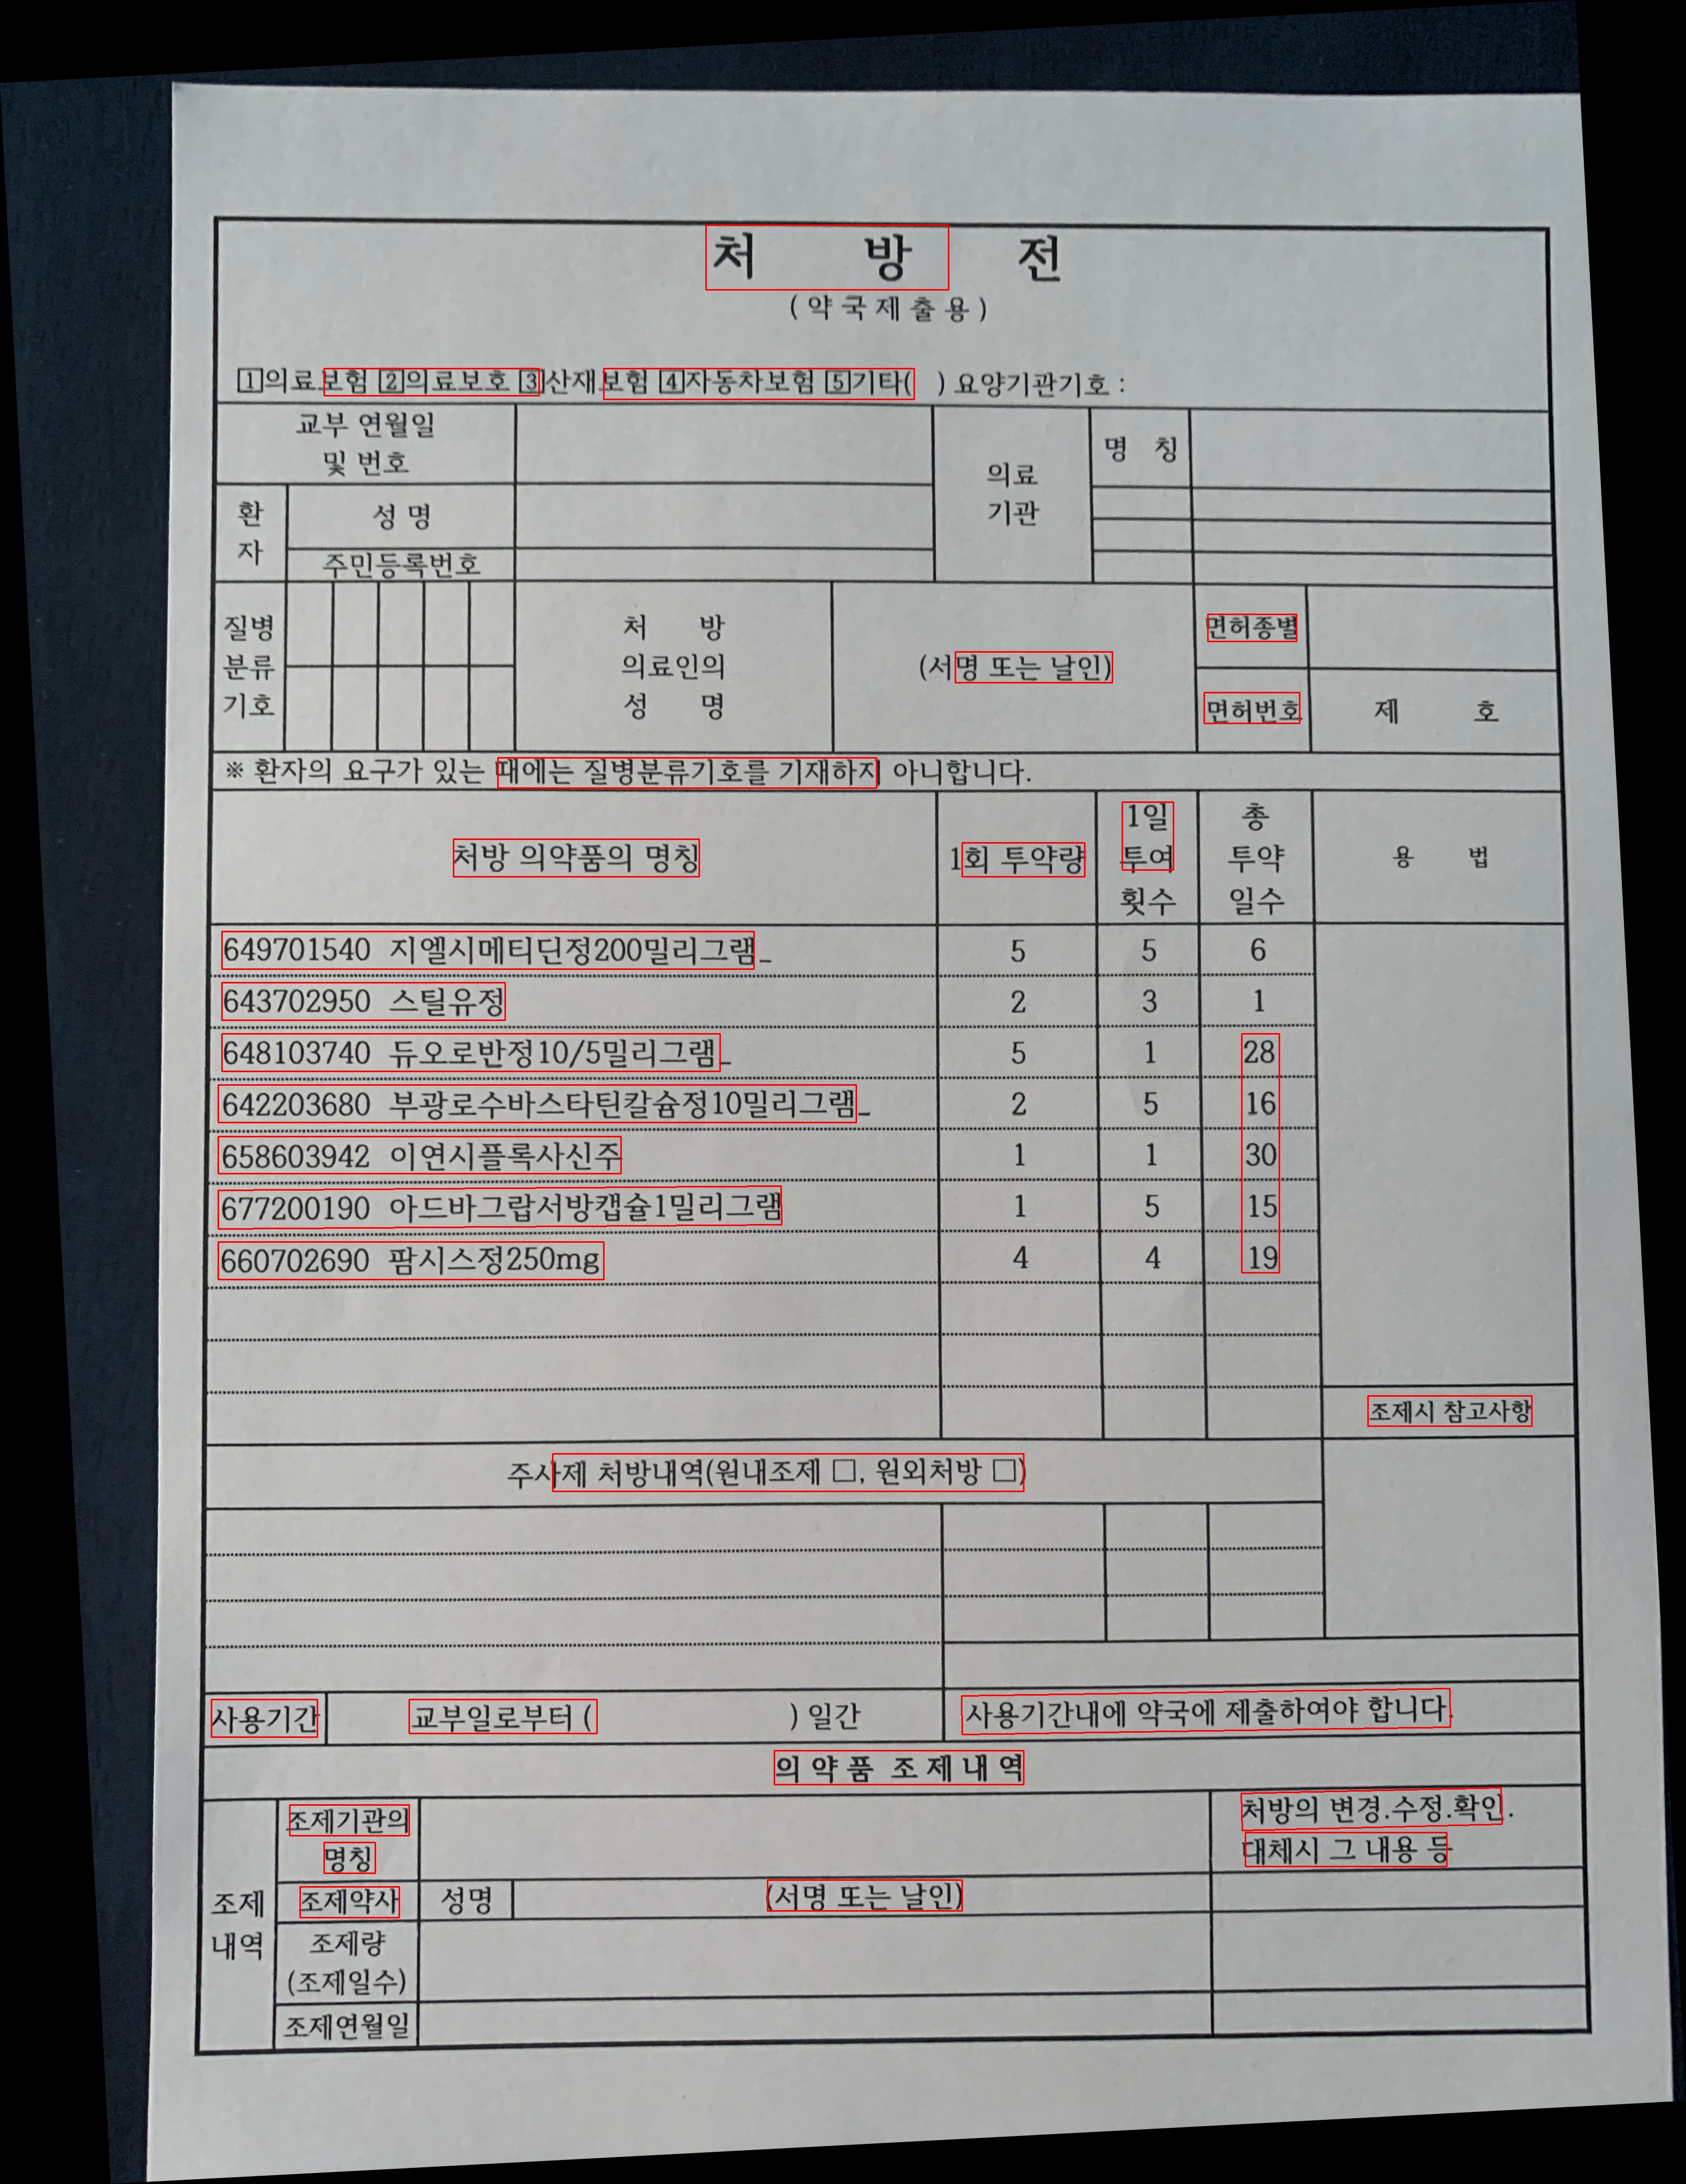 처 방 전
( 약 국 제 출 용 )
1의료보험 2의료보호 3산재보험 4자동차보험 5기타( ) 요양기관기호 :
교부 연월일
및 번호
의료
기관
명 칭
환
자
성 명
주민등록번호
질병
분류
기호
처 방
의료인의
성 명
(서명 또는 날인)
면허종별
면허번호
제 호
※ 환자의 요구가 있는 때에는 질병분류기호를 기재하지 아니합니다.
처방 의약품의 명칭
1회 투약량
1일
투여
횟수
총
투약
일수
용 법
649701540 지엘시메티딘정200밀리그램_ 5 5 6
643702950 스틸유정 2 3 1
648103740 듀오로반정10/5밀리그램_ 5 1 28
642203680 부광로수바스타틴칼슘정10밀리그램_ 2 5 16
658603942 이연시플록사신주 1 1 30
677200190 아드바그랍서방캡슐1밀리그램 1 5 15
660702690 팜시스정250mg 4 4 19
조제시 참고사항
주사제 처방내역(원내조제 □, 원외처방 □)
사용기간
교부일로부터 ( ) 일간
사용기간내에 약국에 제출하여야 합니다.
의 약 품 조 제 내 역
조제
내역
조제기관의
명칭
처방의 변경.수정.확인.
대체시 그 내용 등
조제약사
성명
(서명 또는 날인)
조제량
(조제일수)
조제연월일